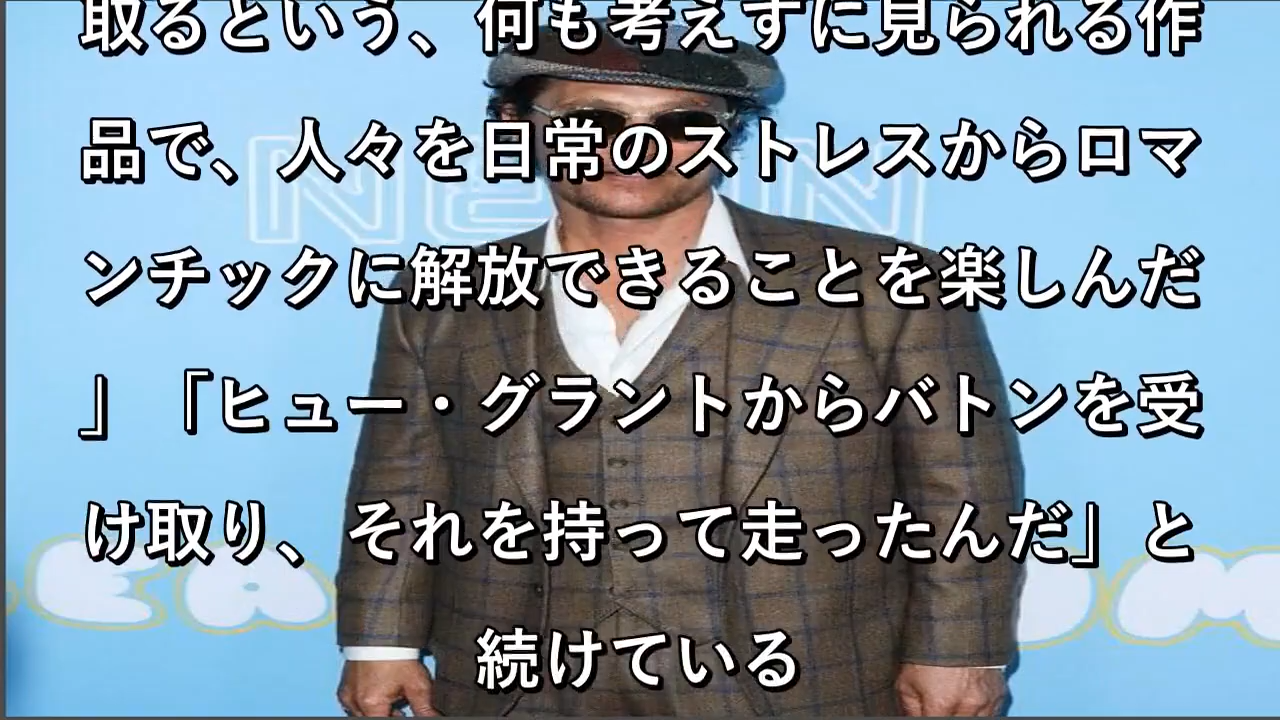 取るという、何も考えずに見られる作
品で、人々を日常のストレスからロマ
ンチックに解放できることを楽しんだ
」「ヒュー・グラントからバトンを受
け取り、それを持って走ったんだ」と
続けている
NEON